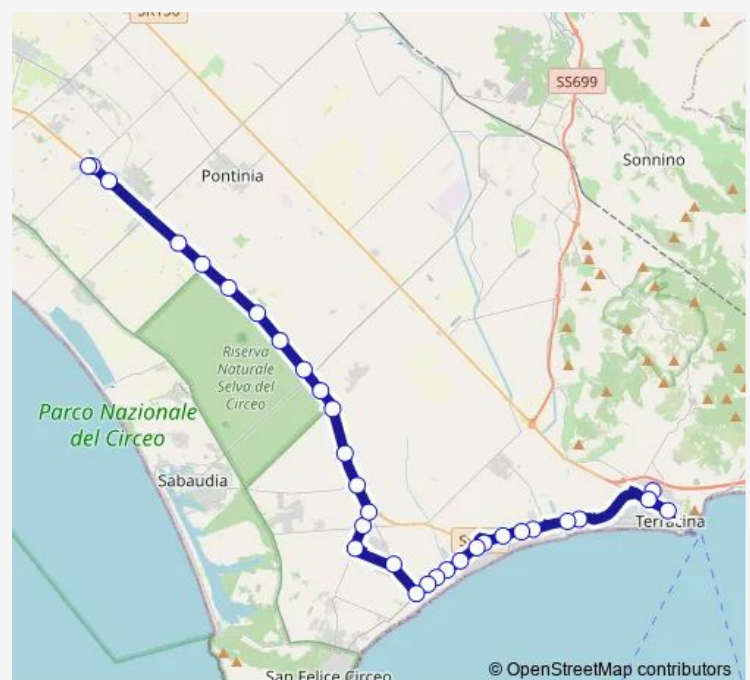 SS699
Sonnino
Pontinia
Riserva
Naturale
Selva del
Circeo
Parco Nazionale
del Circeo
Sabaudia
Terracina
San Felice Circeo
© OpenStreetMap contributors